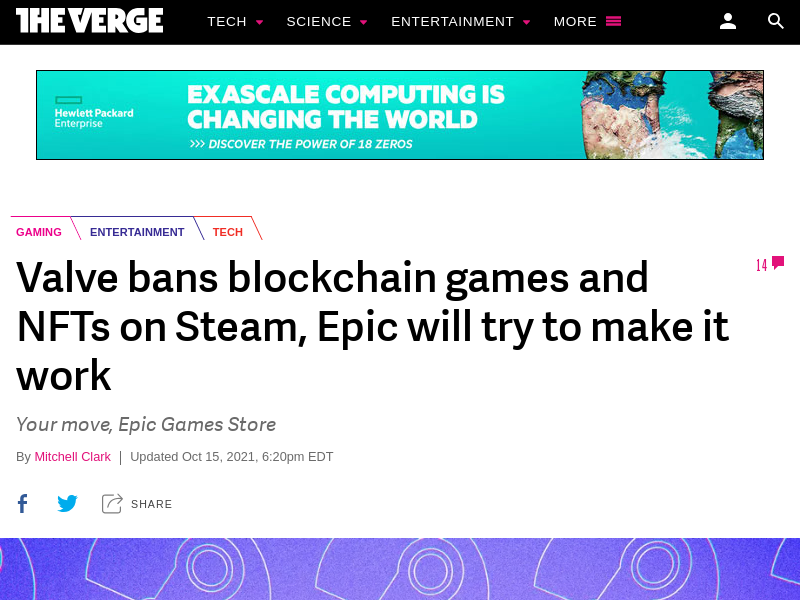 THE VERGE
TECH SCIENCE ENTERTAINMENT MORE
Hewlett Packard
Enterprise
EXASCALE COMPUTING IS
CHANGING THE WORLD
>>> DISCOVER THE POWER OF 18 ZEROS
GAMING ENTERTAINMENT TECH
Valve bans blockchain games and
NFTs on Steam, Epic will try to make it
work
14
Your move, Epic Games Store
By Mitchell Clark | Updated Oct 15, 2021, 6:20pm EDT
SHARE